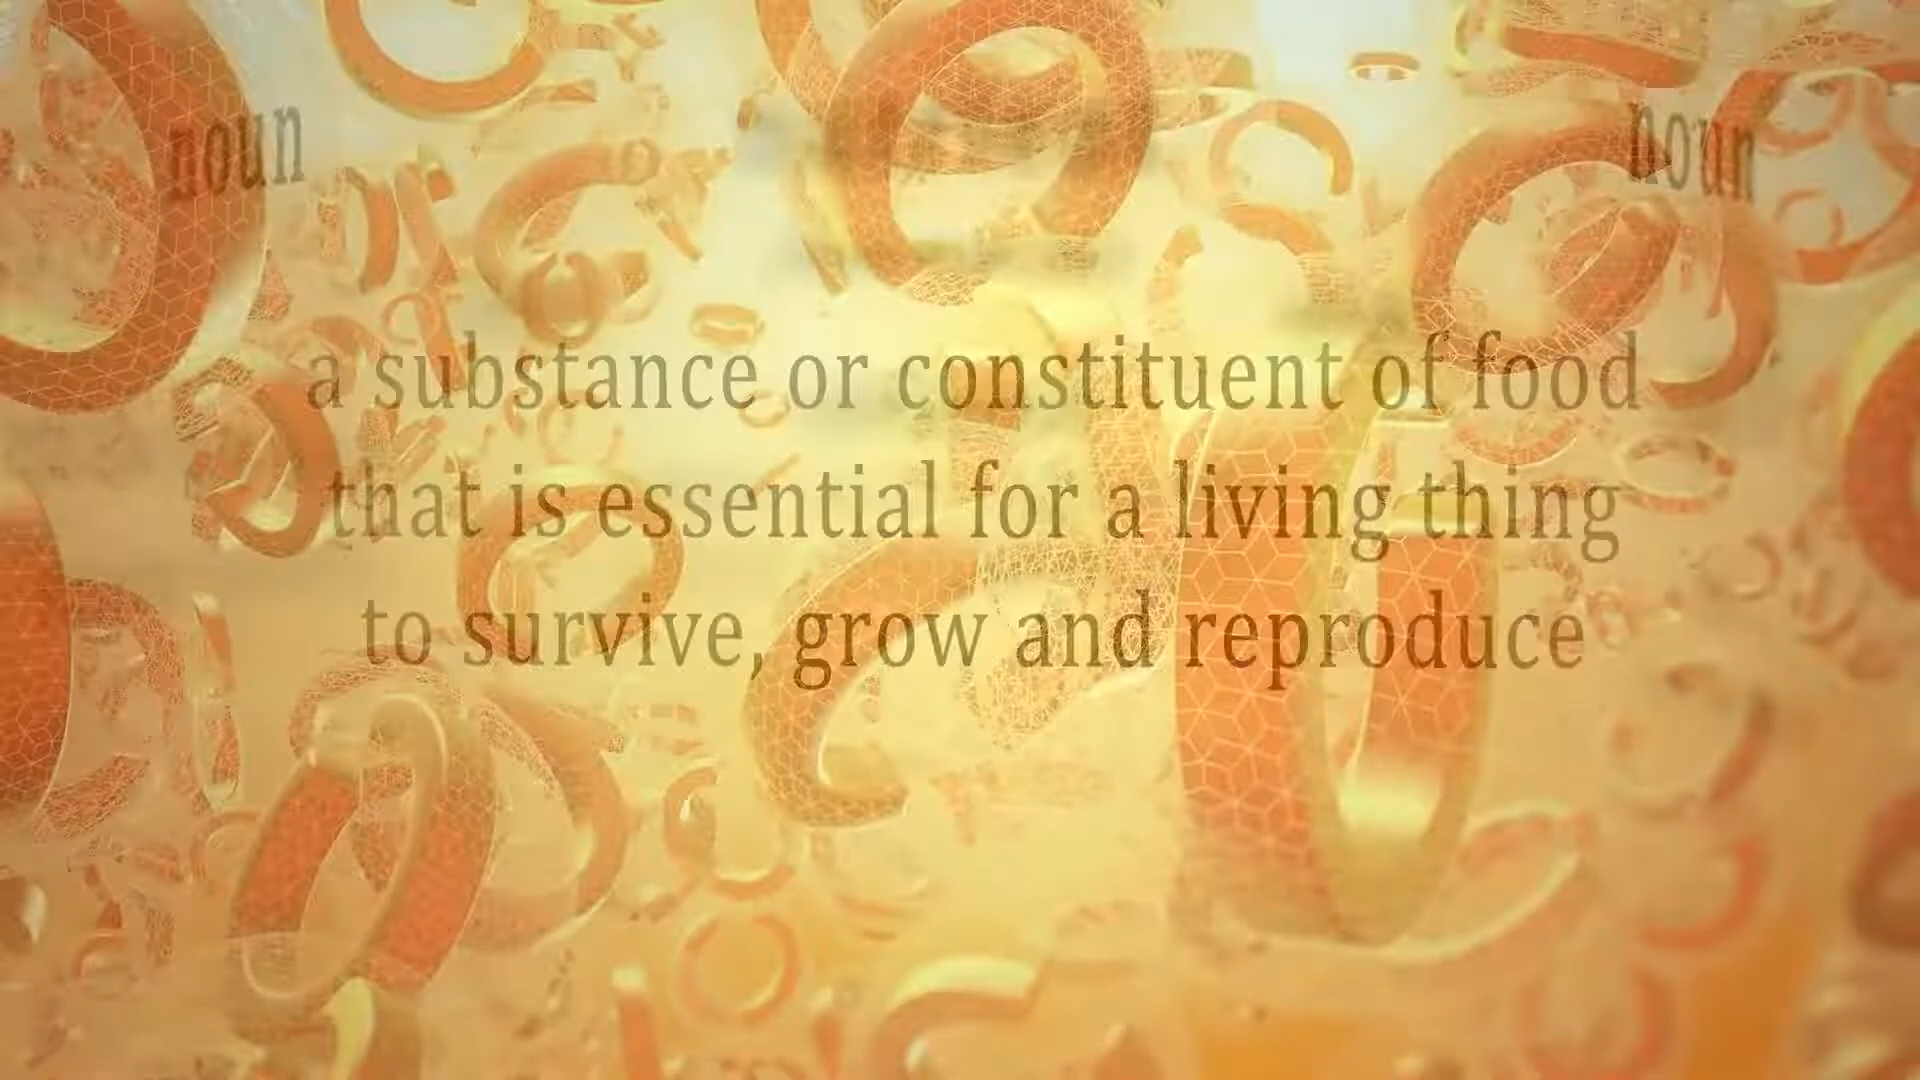 noun noun
a substance or constituent of food
that is essential for a living thing
to survive, grow and reproduce